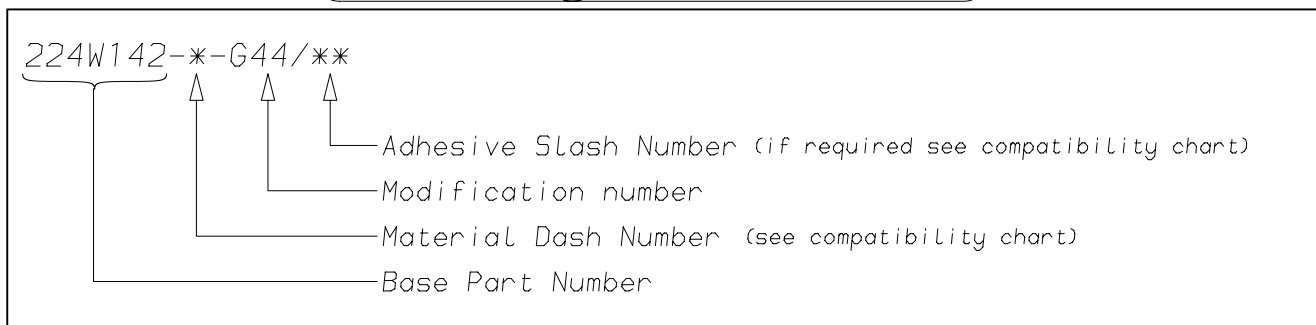 224W142-*-G44/**
Adhesive Slash Number (if required see compatibility chart)
Modification number
Material Dash Number (see compatibility chart)
Base Part Number